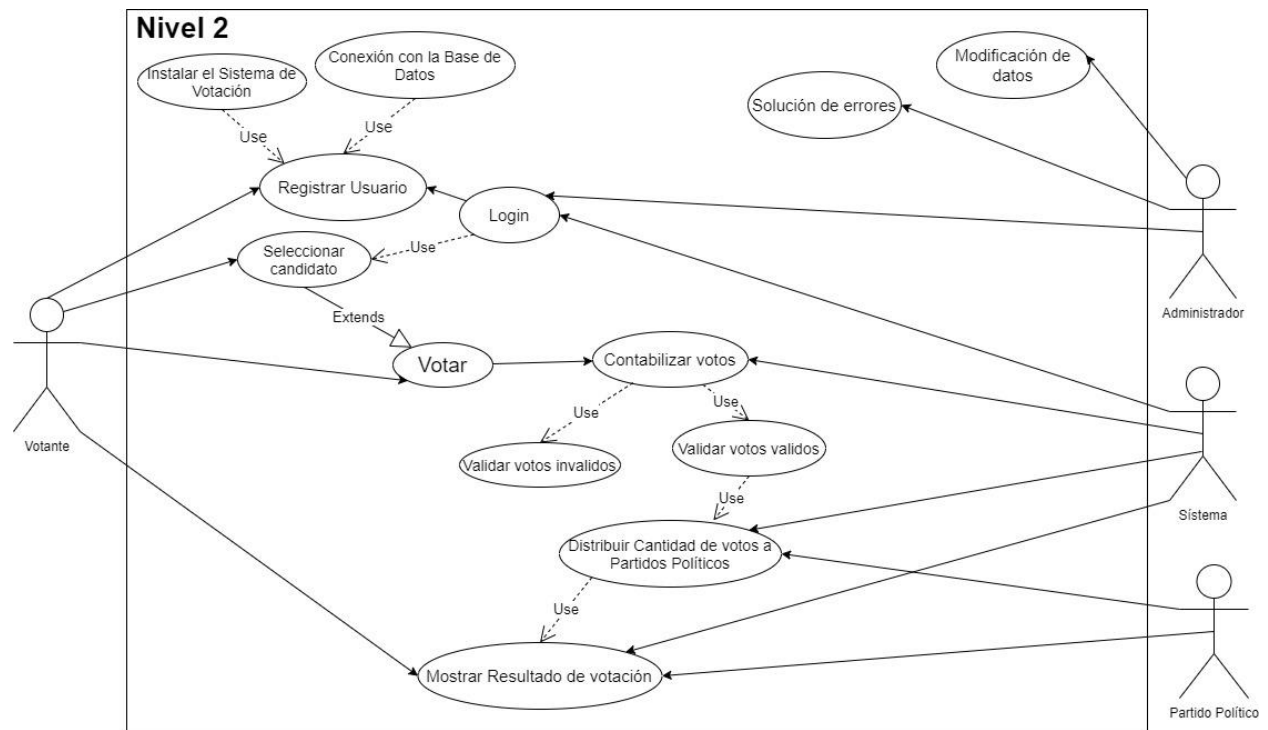 Nivel 2
Instalar el Sistema de
Votación
Conexión con la Base de
Datos
Modificación de
datos
Solución de errores
Use
Use
Registrar Usuario
Login
Use
Seleccionar
candidato
Extends
Administrador
Votar
Contabilizar votos
Votante
Use
Use
Validar votos invalidos
Validar votos validos
Use
Sístema
Distribuir Cantidad de votos a
Partidos Políticos
Use
Mostrar Resultado de votación
Partido Político